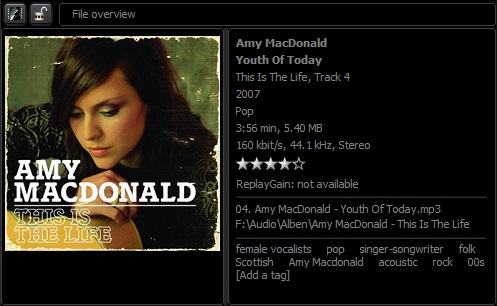 File overview
AMY
MACDONALD
THIS IS
THE LIFE
Amy MacDonald
Youth Of Today
This Is The Life, Track 4
2007
Pop
3:56 min, 5.40 MB
160 kbit/s, 44.1 kHz, Stereo
ReplayGain: not available
04. Amy MacDonald - Youth Of Today.mp3
F:\Audio\Alben\Amy MacDonald - This Is The Life
female vocalists pop singer-songwriter folk
Scottish Amy Macdonald acoustic rock 00s
[Add a tag]